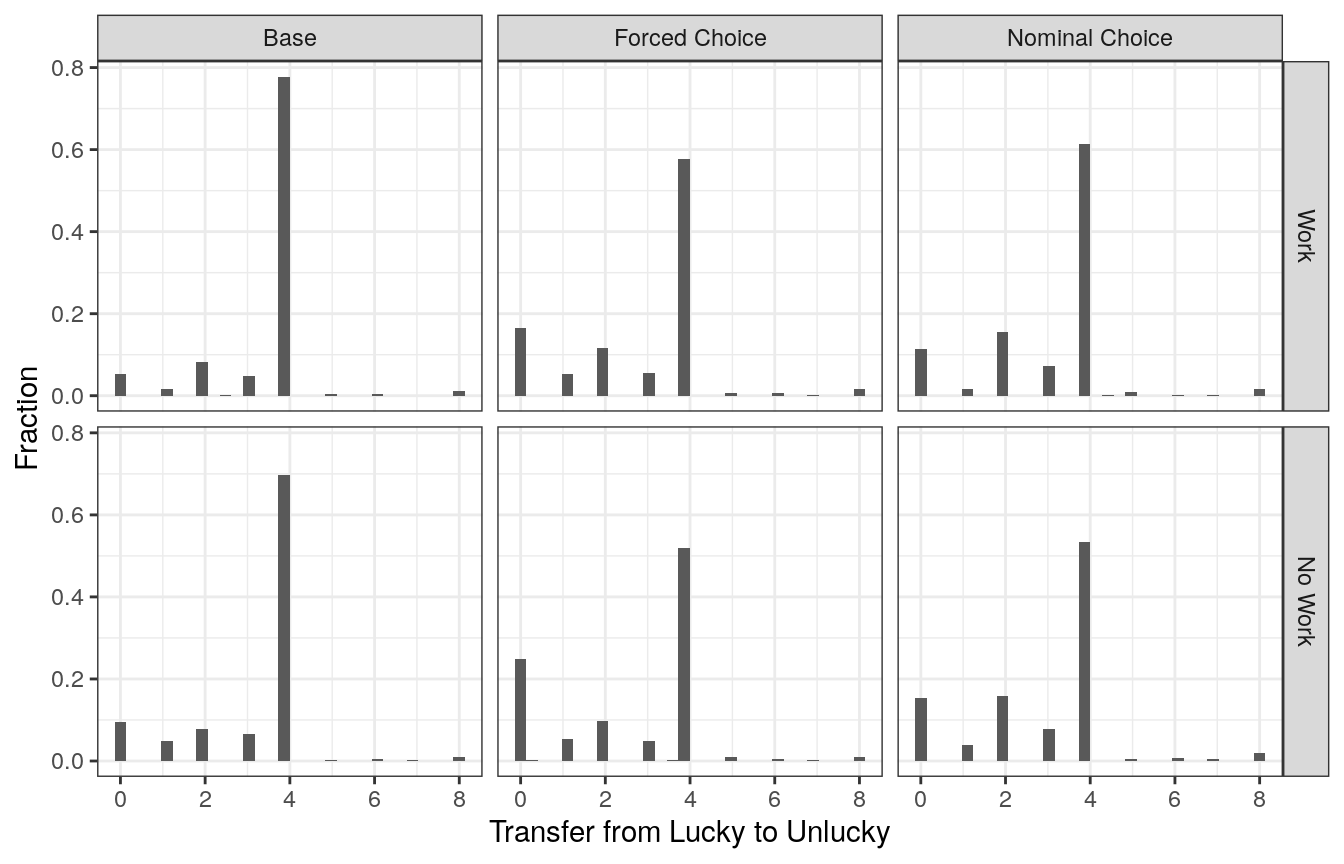 Base Forced Choice Nominal Choice
0.8
0.6
0.4
0.2
0.0
Work
Fraction
0.8
0.6
0.4
0.2
0.0
No Work
0 2 4 6 8 0 2 4 6 8 0 2 4 6 8
Transfer from Lucky to Unlucky